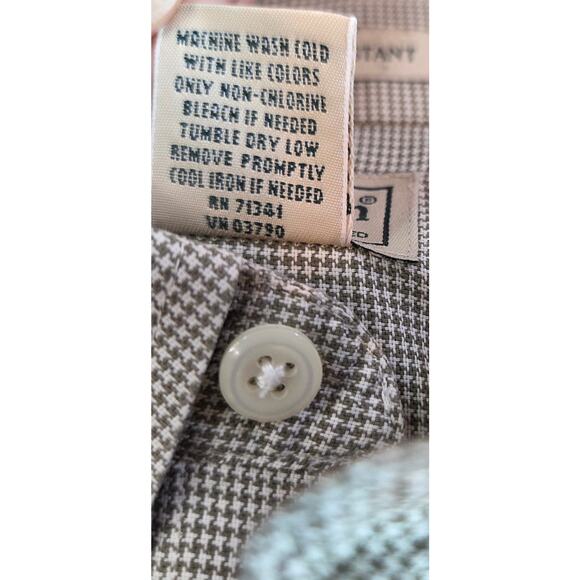 MACHINE WASH COLD
WITH LIKE COLORS
ONLY NON-CHLORINE
BLEACH IF NEEDED
TUMBLE DRY LOW
REMOVE PROMPTLY
COOL IRON IF NEEDED
RN 71341
VN 03790
TANT
n®
ED